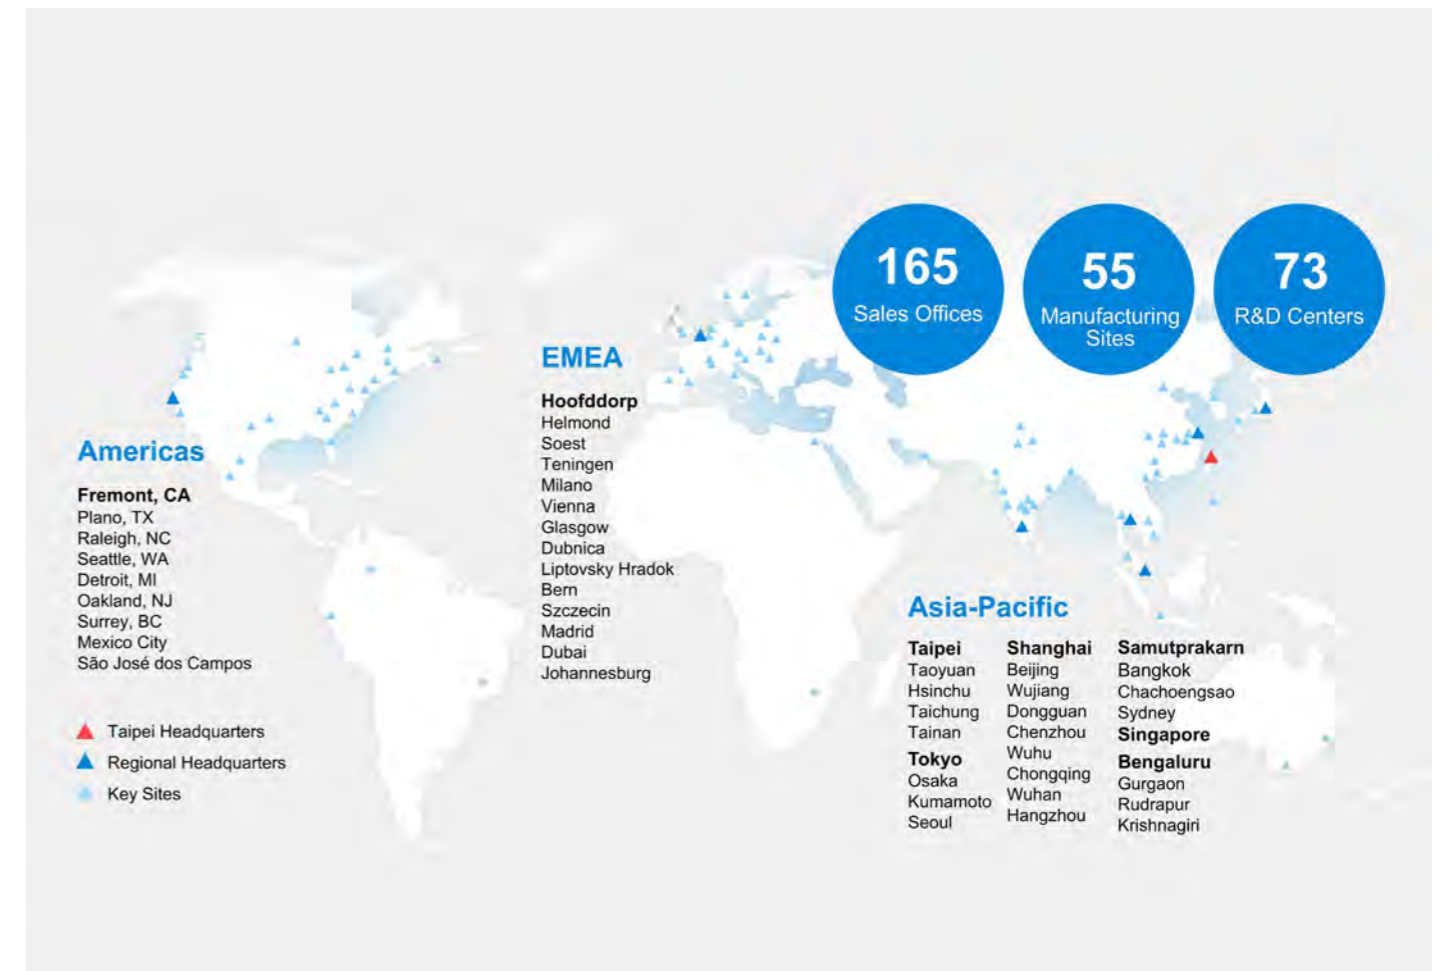 165
Sales Offices
55
Manufacturing
Sites
73
R&D Centers
EMEA
Hoofddorp
Helmond
Soest
Teningen
Milano
Vienna
Glasgow
Dubnica
Liptovsky Hradok
Bern
Szczecin
Madrid
Dubai
Johannesburg
Americas
Fremont, CA
Plano, TX
Raleigh, NC
Seattle, WA
Detroit, MI
Oakland, NJ
Surrey, BC
Mexico City
São José dos Campos
Taipei Headquarters
Regional Headquarters
Key Sites
Asia-Pacific
Taipei
Taoyuan
Hsinchu
Taichung
Tainan
Tokyo
Osaka
Kumamoto
Seoul
Shanghai
Beijing
Wujiang
Dongguan
Chenzhou
Wuhu
Chongqing
Wuhan
Hangzhou
Samutprakarn
Bangkok
Chachoengsao
Sydney
Singapore
Bengaluru
Gurgaon
Rudrapur
Krishnagiri